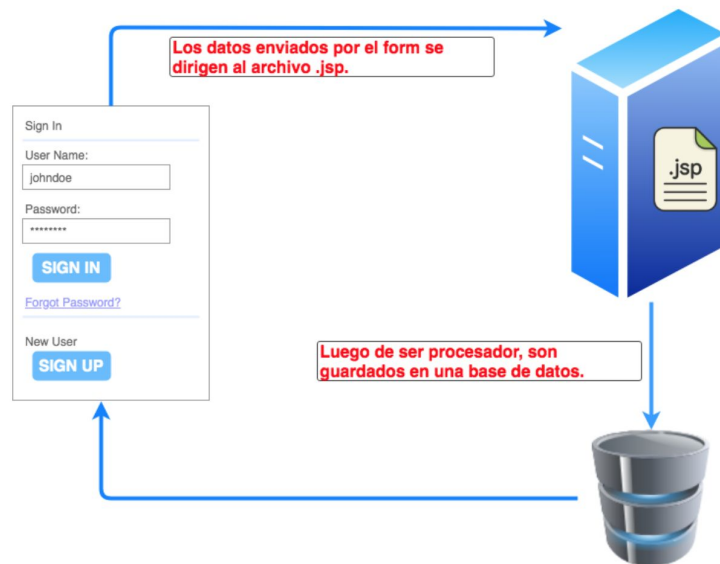 Los datos enviados por el form se
dirigen al archivo .jsp.
Sign In
User Name:
johndoe
Password:
********
SIGN IN
Forgot Password?
New User
SIGN UP
.jsp
Luego de ser procesador, son
guardados en una base de datos.